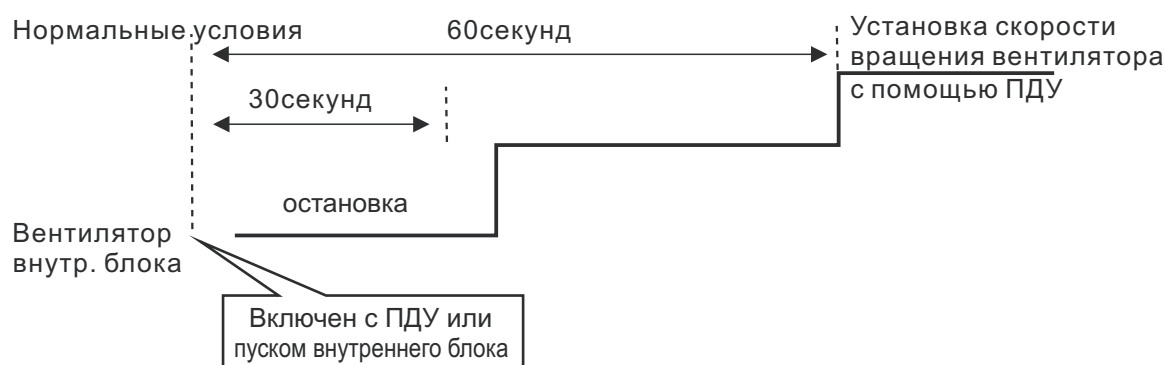 Нормальные условия
60секунд
Установка скорости
вращения вентилятора
с помощью ПДУ
30секунд
остановка
Вентилятор
внутр. блока
Включен с ПДУ или
пуском внутреннего блока